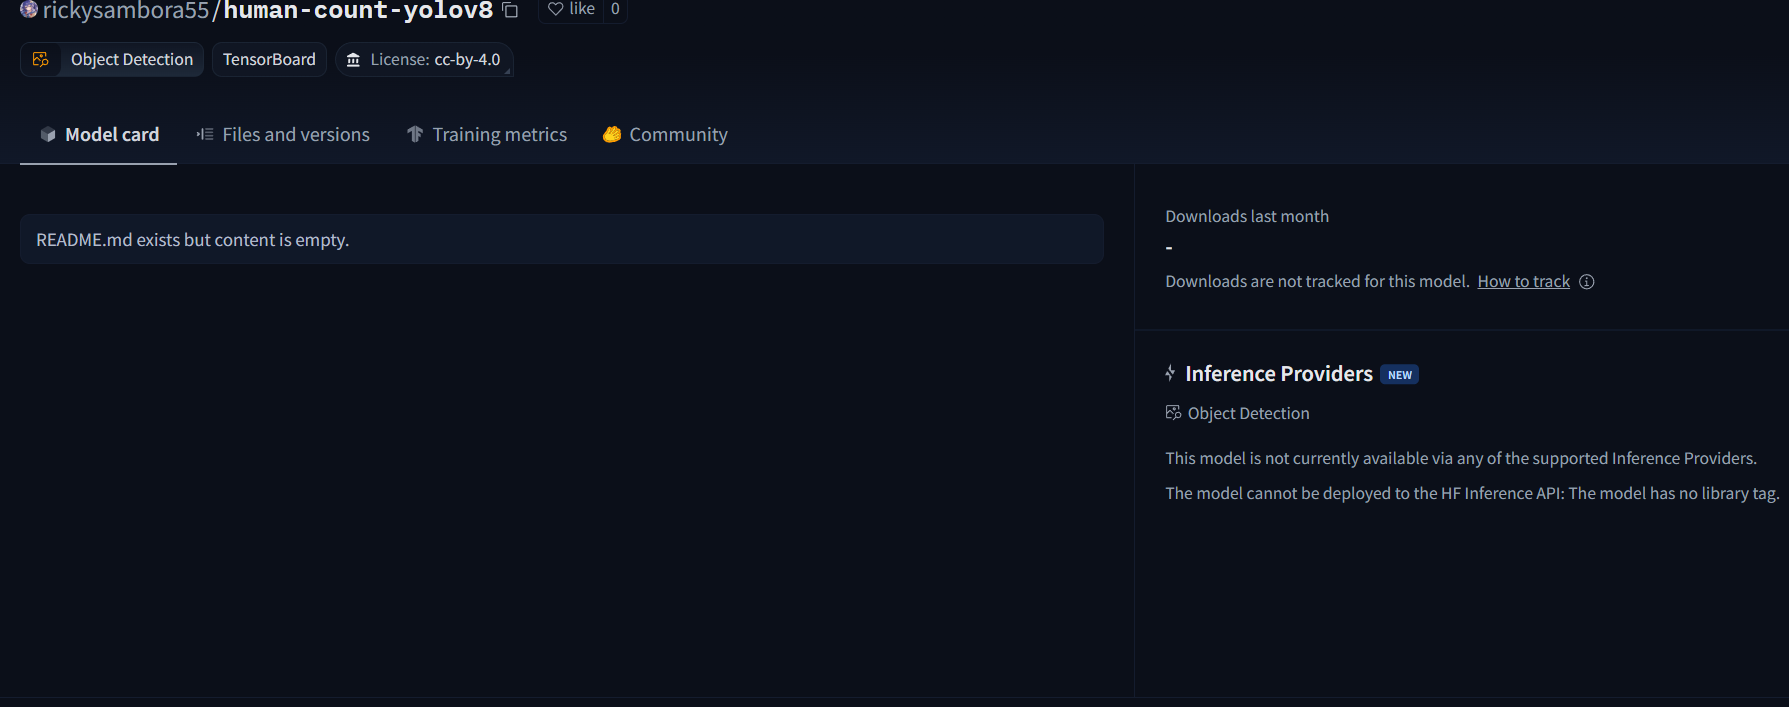 rickysambora55/human-count-yolov8 like 0
Object Detection TensorBoard License: cc-by-4.0
Model card Files and versions Training metrics Community
README.md exists but content is empty.
Downloads last month
-
Downloads are not tracked for this model. How to track
Inference Providers NEW
Object Detection
This model is not currently available via any of the supported Inference Providers.
The model cannot be deployed to the HF Inference API: The model has no library tag.